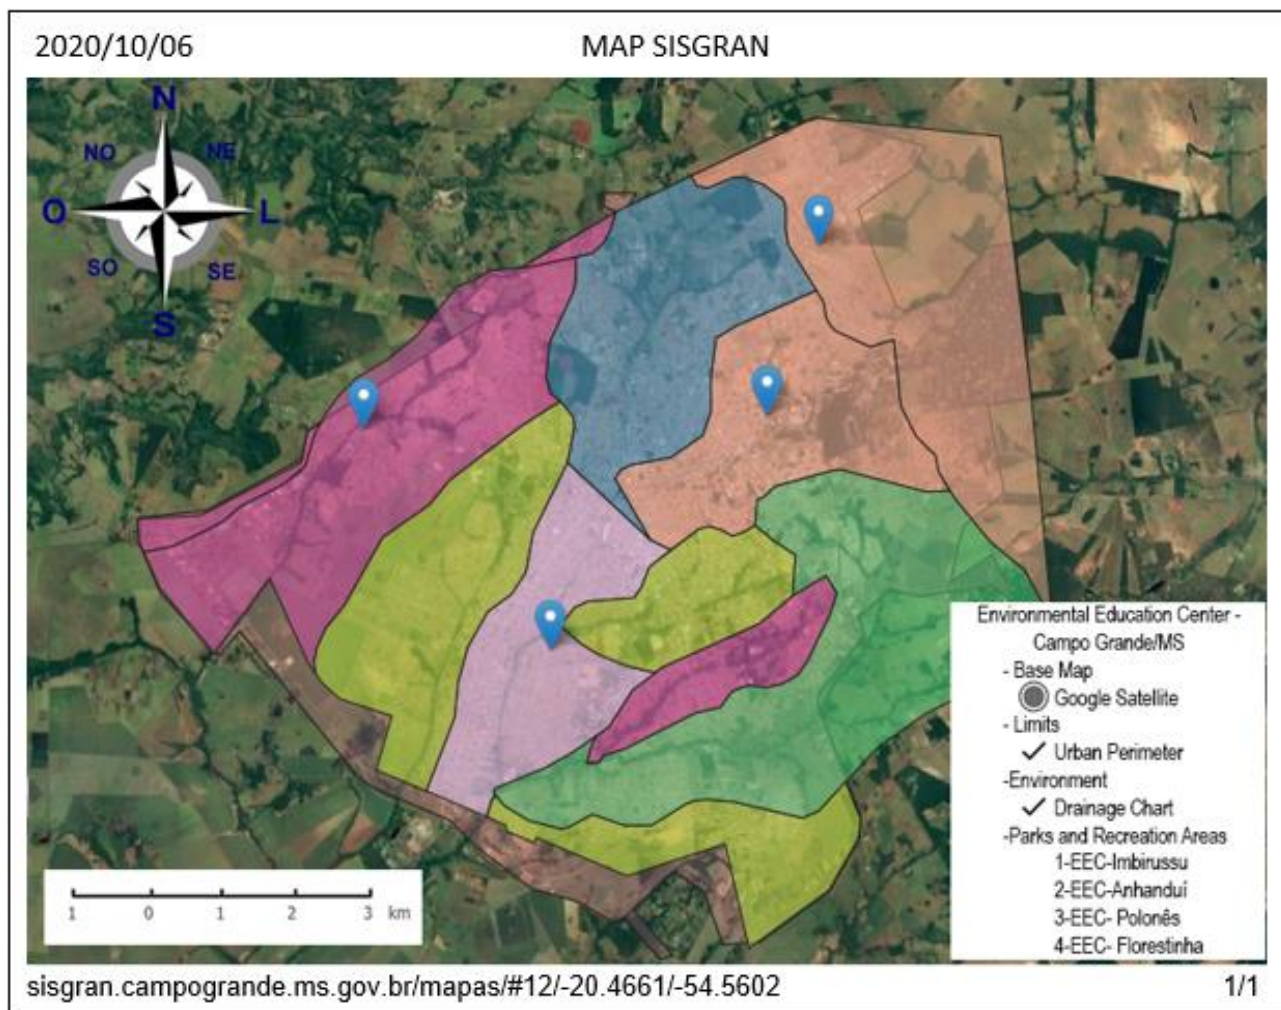 2020/10/06
MAP SISGRAN
N
NO
NE
O
L
SO
SE
S
Environmental Education Center -
Campo Grande/MS
- Base Map
Google Satellite
- Limits
Urban Perimeter
-Environment
Drainage Chart
-Parks and Recreation Areas
1-EEC-Imbirussu
2-EEC-Anhanduí
3-EEC- Polonês
4-EEC- Florestinha
1 0 1 2 3 km
sisgran.campogrande.ms.gov.br/mapas/#12/-20.4661/-54.5602
1/1